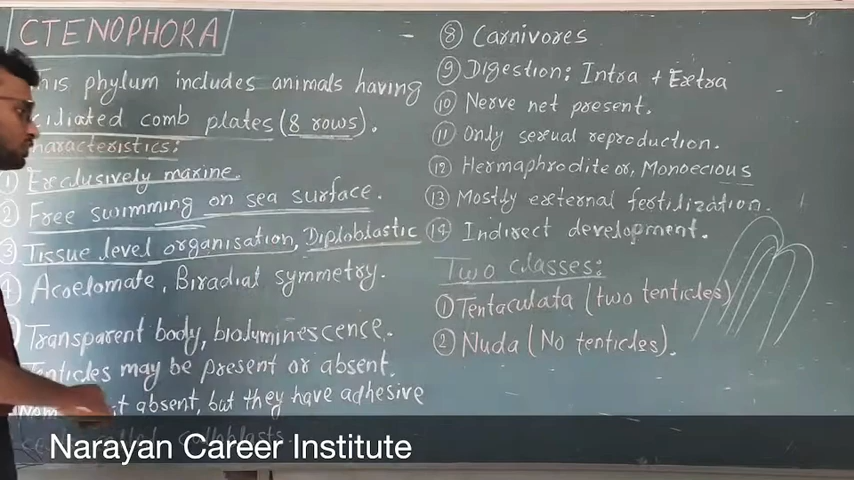 CTENOPHORA
This phylum includes animals having
ciliated comb plates (8 rows).
Characteristics:
① Exclusively marine.
② Free swimming on sea surface.
③ Tissue level organisation, Diploblastic
④ Acoelomate, Biradial symmetry.
Transparent body, bioluminescence.
Tenticles may be present or absent.
absent, but they have adhesive
colloblasts.
⑧ Carnivores
⑨ Digestion: Intra + Extra
⑩ Nerve net present.
⑪ Only sexual reproduction.
⑫ Hermaphrodite or, Monoecious
⑬ Mostly external fertilization.
⑭ Indirect development.
Two classes:
① Tentaculata (two tenticles)
② Nuda (No tenticles).
Narayan Career Institute